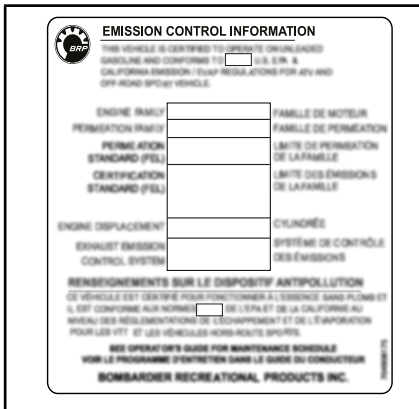 BRP
EMISSION CONTROL INFORMATION
THIS VEHICLE IS CERTIFIED TO OPERATE ON UNLEADED
GASOLINE AND CONFORMS TO U.S. EPA &
CALIFORNIA EMISSION / EVAP REGULATIONS FOR ATV AND
OFF-ROAD SPORT VEHICLE.
ENGINE FAMILY FAMILLE DE MOTEUR
PERMEATION FAMILY FAMILLE DE PERMÉATION
PERMEATION LIMITE DE PERMEATION
STANDARD (FEL) DE LA FAMILLE
CERTIFICATION LIMITE DES ÉMISSIONS
STANDARD (FEL) DE LA FAMILLE
ENGINE DISPLACEMENT CYLINDRÉE
EXHAUST EMISSION SYSTÈME DE CONTRÔLE
CONTROL SYSTEM DES ÉMISSIONS
RENSEIGNEMENTS SUR LE DISPOSITIF ANTIPOLLUTION
CE VÉHICULE EST CERTIFIÉ POUR FONCTIONNER À L'ESSENCE SANS PLOMB ET
IL EST CONFORME AUX NORMES DE L'EPA ET DE LA CALIFORNIE AU
NIVEAU DES RÉGLEMENTATIONS DE L'ÉCHAPPEMENT ET DE L'ÉVAPORATION
POUR LES VTT ET LES VÉHICULES HORS-ROUTE SPORTS.
SEE OPERATOR'S GUIDE FOR MAINTENANCE SCHEDULE
VOIR LE PROGRAMME D'ENTRETIEN DANS LE GUIDE DU CONDUCTEUR
BOMBARDIER RECREATIONAL PRODUCTS INC.